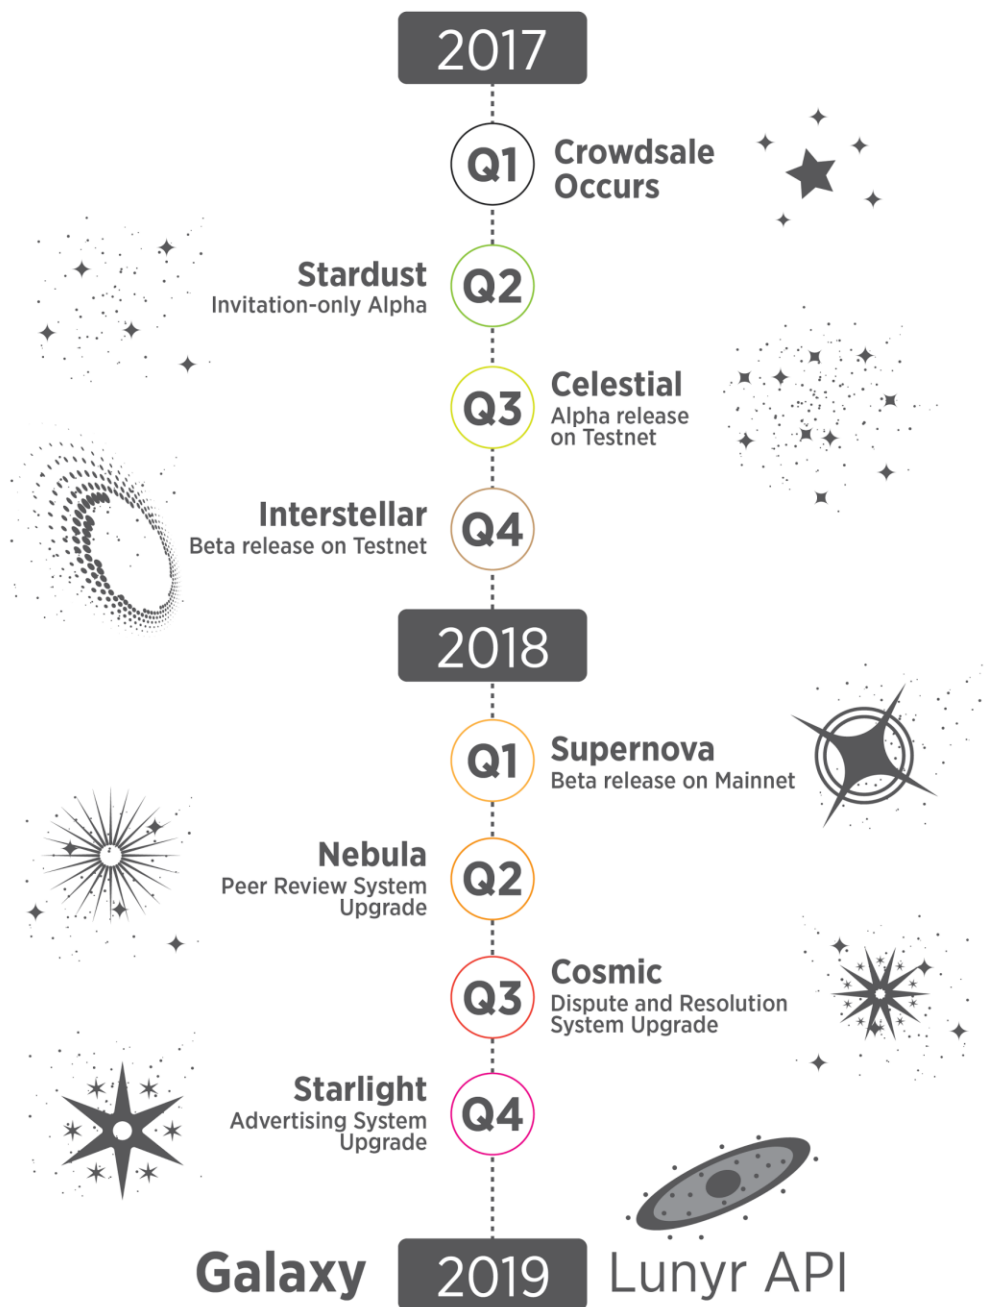 2017
Q1
Crowdsale
Occurs
Stardust
Invitation-only Alpha
Q2
Q3
Celestial
Alpha release
on Testnet
Interstellar
Beta release on Testnet
Q4
2018
Q1
Supernova
Beta release on Mainnet
Nebula
Peer Review System
Upgrade
Q2
Q3
Cosmic
Dispute and Resolution
System Upgrade
Starlight
Advertising System
Upgrade
Q4
Galaxy 2019 Lunyr API